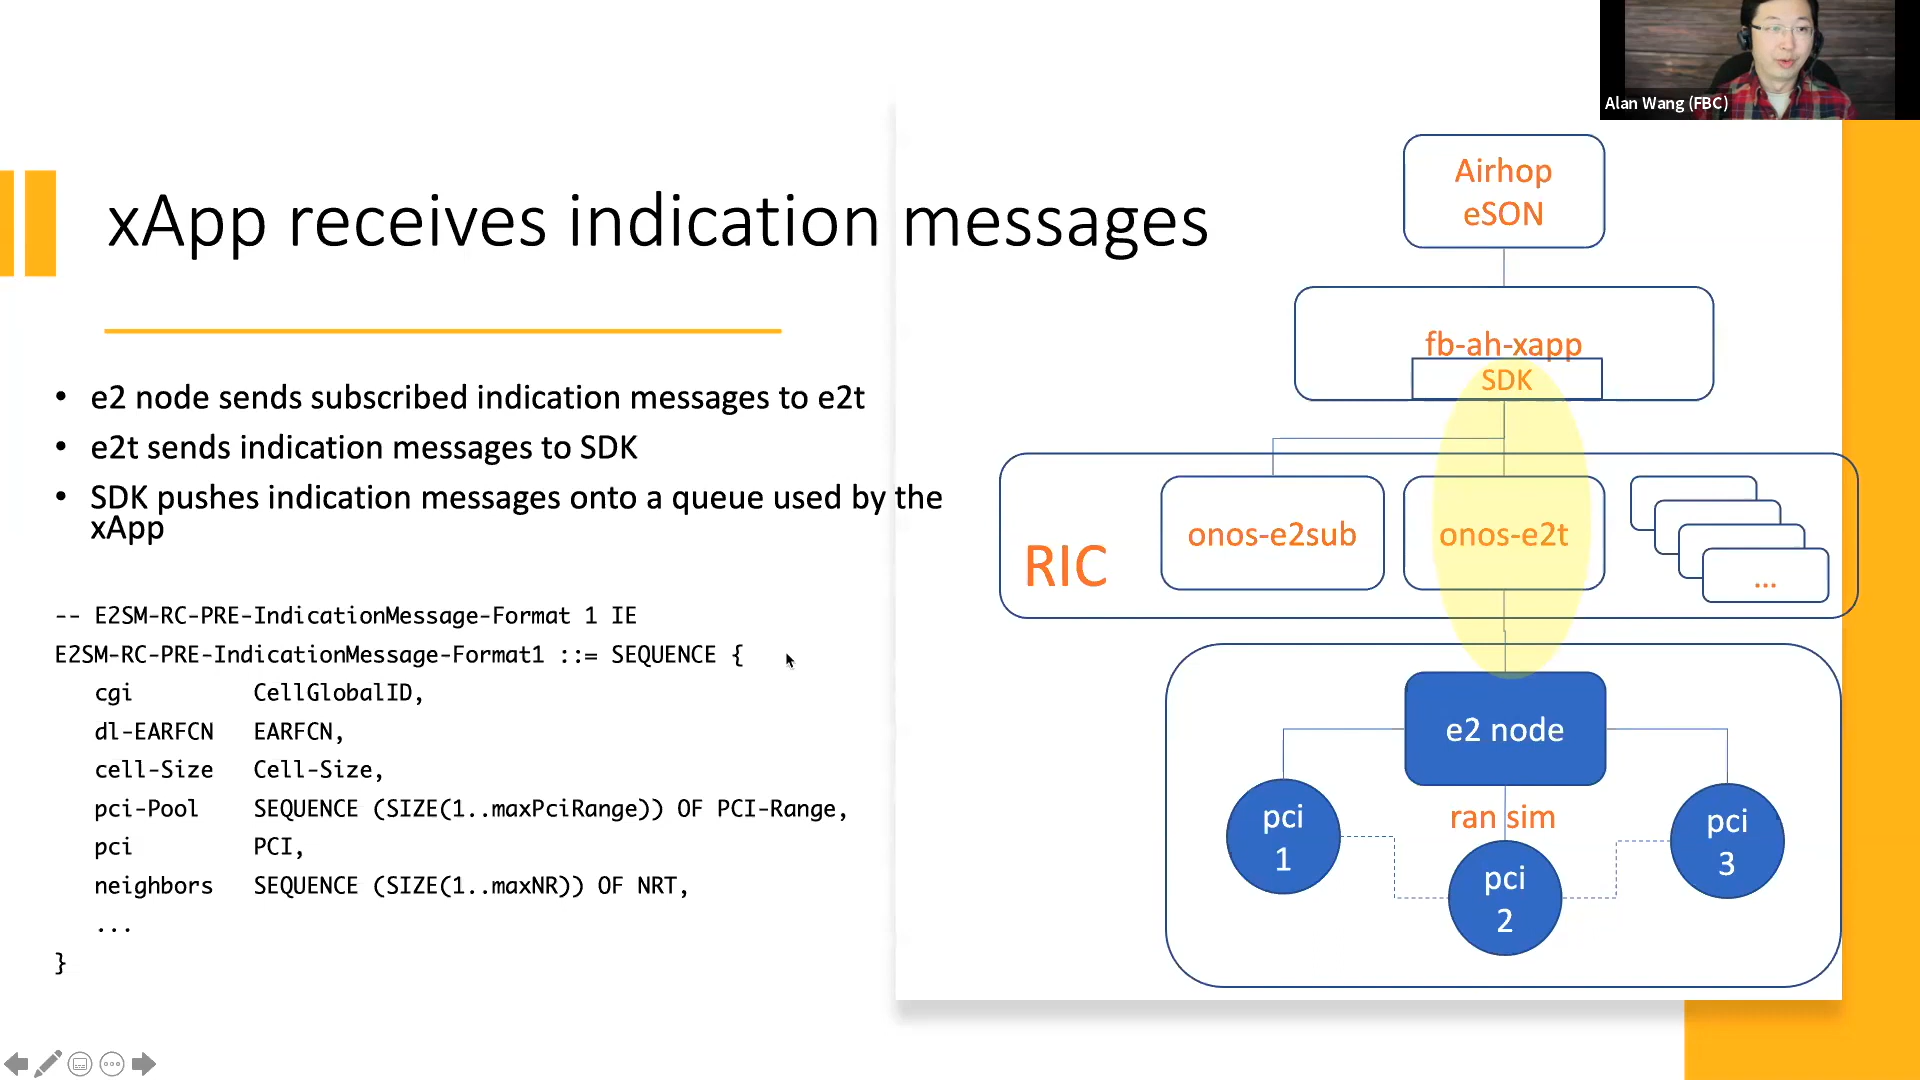 Alan Wang (FBC)
xApp receives indication messages
• e2 node sends subscribed indication messages to e2t
• e2t sends indication messages to SDK
• SDK pushes indication messages onto a queue used by the
xApp
-- E2SM-RC-PRE-IndicationMessage-Format 1 IE
E2SM-RC-PRE-IndicationMessage-Format1 ::= SEQUENCE {
cgi CellGlobalID,
dl-EARFCN EARFCN,
cell-Size Cell-Size,
pci-Pool SEQUENCE (SIZE(1..maxPciRange)) OF PCI-Range,
pci PCI,
neighbors SEQUENCE (SIZE(1..maxNR)) OF NRT,
...
}
Airhop
eSON
fb-ah-xapp
SDK
RIC
onos-e2sub
onos-e2t
...
e2 node
ran sim
pci
1
pci
2
pci
3